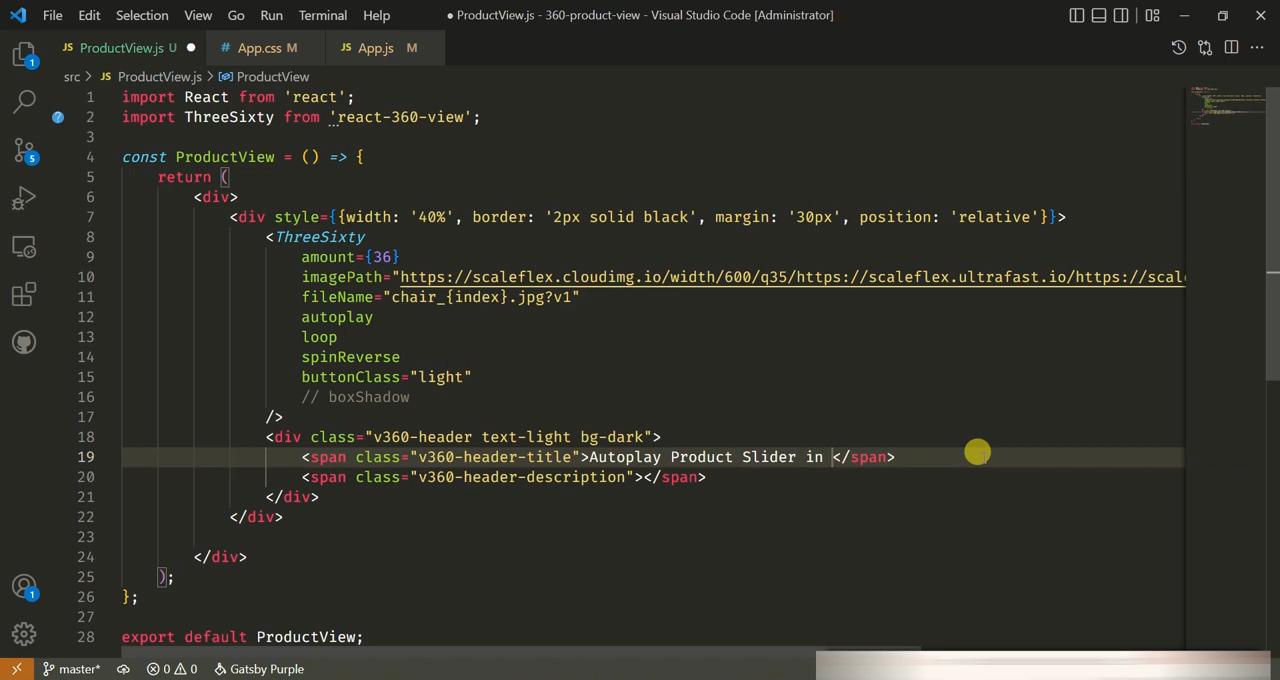 File Edit Selection View Go Run Terminal Help ● ProductView.js - 360-product-view - Visual Studio Code [Administrator]
JS ProductView.js U ● # App.css M JS App.js M
src > JS ProductView.js > ProductView
1 import React from 'react';
2 import ThreeSixty from 'react-360-view';
3
4 const ProductView = () => {
5 return (
6 <div>
7 <div style={{width: '40%', border: '2px solid black', margin: '30px', position: 'relative'}}>
8 <ThreeSixty
9 amount={36}
10 imagePath="https://scaleflex.cloudimg.io/width/600/q35/https://scaleflex.ultrafast.io/https://scal
11 fileName="chair_{index}.jpg?v1"
12 autoplay
13 loop
14 spinReverse
15 buttonClass="light"
16 // boxShadow
17 />
18 <div class="v360-header text-light bg-dark">
19 <span class="v360-header-title">Autoplay Product Slider in </span>
20 <span class="v360-header-description"></span>
21 </div>
22 </div>
23
24 </div>
25 );
26 };
27
28 export default ProductView;
1
5
1
master* 0 0 Gatsby Purple